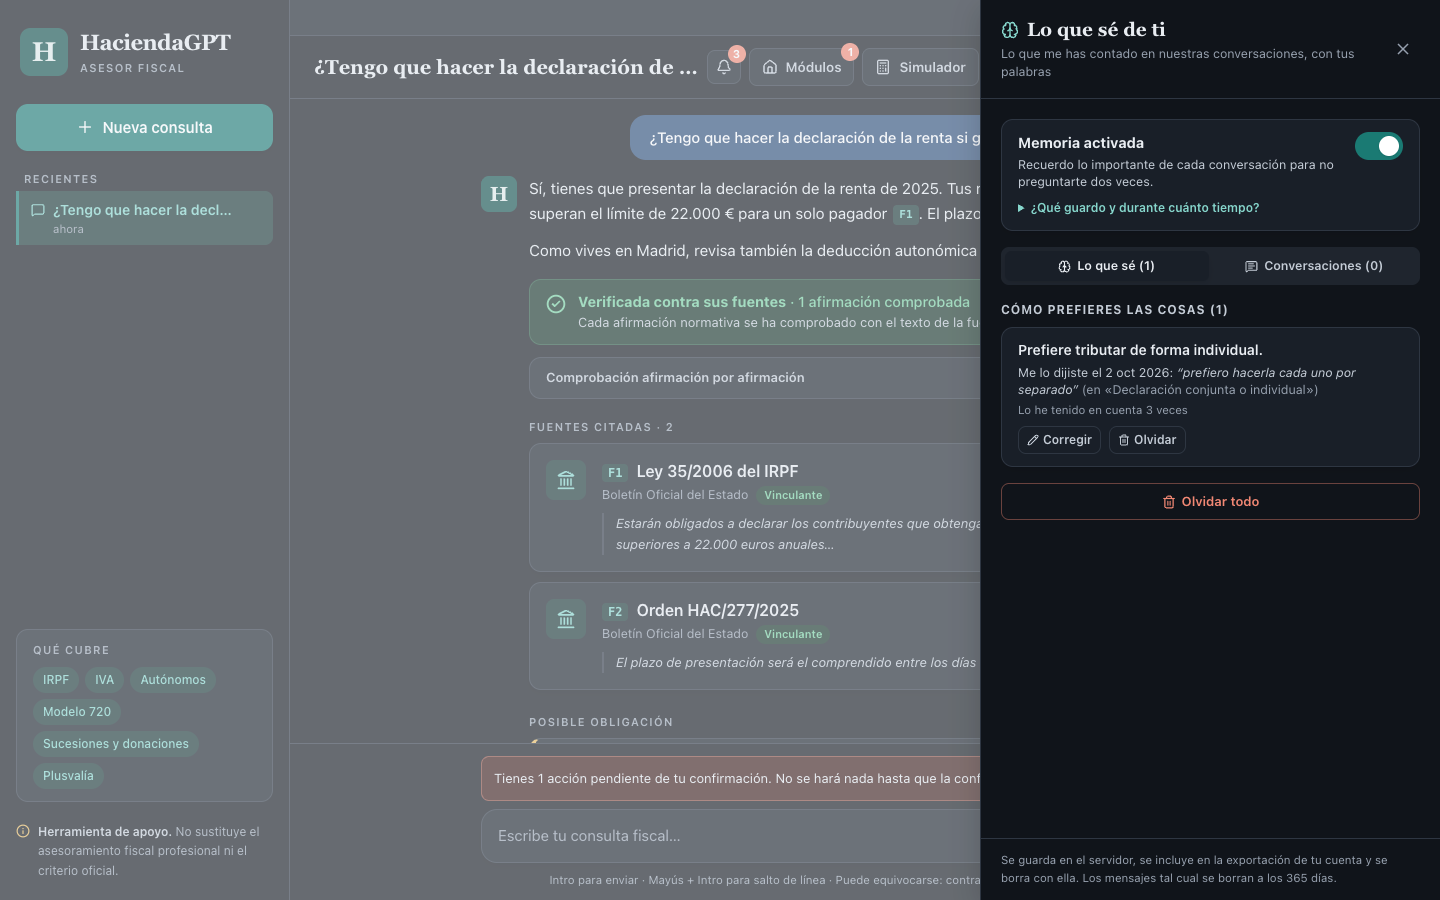 H
HaciendaGPT
ASESOR FISCAL
Nueva consulta
RECIENTES
¿Tengo que hacer la decl...
ahora
QUÉ CUBRE
IRPF
IVA
Autónomos
Modelo 720
Sucesiones y donaciones
Plusvalía
Herramienta de apoyo. No sustituye el
asesoramiento fiscal profesional ni el
criterio oficial.
¿Tengo que hacer la declaración de ...
3
Módulos
1
Simulador
¿Tengo que hacer la declaración de la renta si g
H
Sí, tienes que presentar la declaración de la renta de 2025. Tus r
superan el límite de 22.000 € para un solo pagador F1. El plazo
Como vives en Madrid, revisa también la deducción autonómica
Verificada contra sus fuentes · 1 afirmación comprobada
Cada afirmación normativa se ha comprobado con el texto de la fu
Comprobación afirmación por afirmación
FUENTES CITADAS · 2
F1 Ley 35/2006 del IRPF
Boletín Oficial del Estado Vinculante
Estarán obligados a declarar los contribuyentes que obtenga
superiores a 22.000 euros anuales...
F2 Orden HAC/277/2025
Boletín Oficial del Estado Vinculante
El plazo de presentación será el comprendido entre los días
POSIBLE OBLIGACIÓN
Tienes 1 acción pendiente de tu confirmación. No se hará nada hasta que la conf
Escribe tu consulta fiscal...
Intro para enviar · Mayús + Intro para salto de línea · Puede equivocarse: contra
Lo que sé de ti
Lo que me has contado en nuestras conversaciones, con tus
palabras
Memoria activada
Recuerdo lo importante de cada conversación para no
preguntarte dos veces.
¿Qué guardo y durante cuánto tiempo?
Lo que sé (1)
Conversaciones (0)
CÓMO PREFIERES LAS COSAS (1)
Prefiere tributar de forma individual.
Me lo dijiste el 2 oct 2026: “prefiero hacerla cada uno por
separado” (en «Declaración conjunta o individual»)
Lo he tenido en cuenta 3 veces
Corregir
Olvidar
Olvidar todo
Se guarda en el servidor, se incluye en la exportación de tu cuenta y se
borra con ella. Los mensajes tal cual se borran a los 365 días.